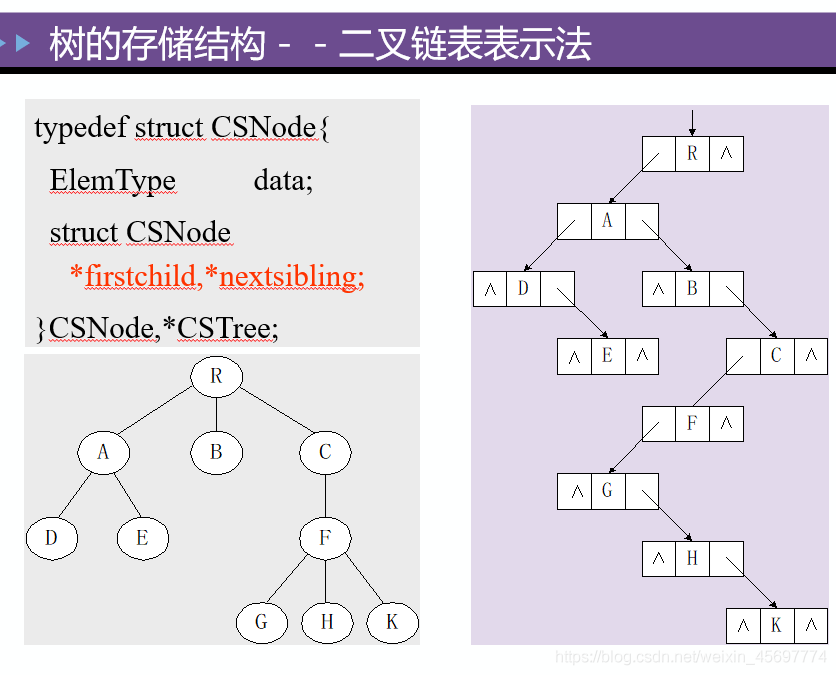 树的存储结构－－二叉链表表示法
typedef struct CSNode{
ElemType data;
struct CSNode
*firstchild,*nextsibling;
}CSNode,*CSTree;
R
A B C
D E F
G H K
R ∧
A
∧ D
∧ B
∧ E ∧
C ∧
F ∧
∧ G
∧ H
∧ K ∧
https://blog.csdn.net/weixin_45697774